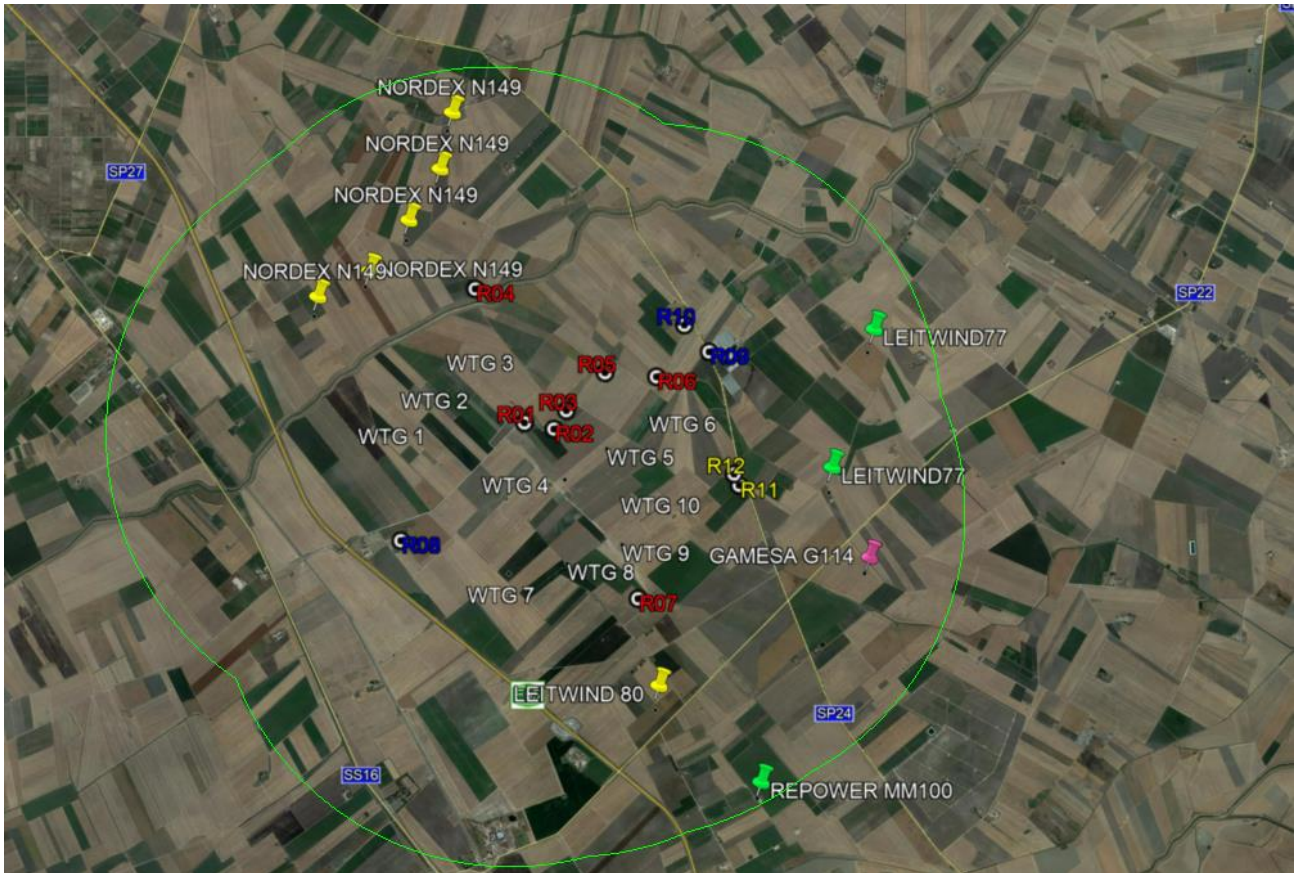 NORDEX N149
NORDEX N149
SP27
NORDEX N149
NORDEX N149
NORDEX N149
R04
SP22
R10
LEITWIND77
R09
WTG 3
R05
R06
WTG 2
R03
R01
WTG 6
R02
WTG 1
WTG 5
R12
LEITWIND77
WTG 4
R11
WTG 10
R08
WTG 9
GAMESA G114
WTG 8
WTG 7
R07
LEITWIND 80
SP24
SS16
REPOWER MM100